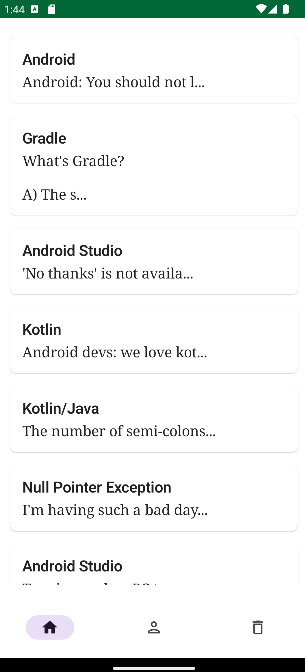 1:44
Android
Android: You should not l...
Gradle
What's Gradle?
A) The s...
Android Studio
'No thanks' is not availa...
Kotlin
Android devs: we love kot...
Kotlin/Java
The number of semi-colons...
Null Pointer Exception
I'm having such a bad day...
Android Studio